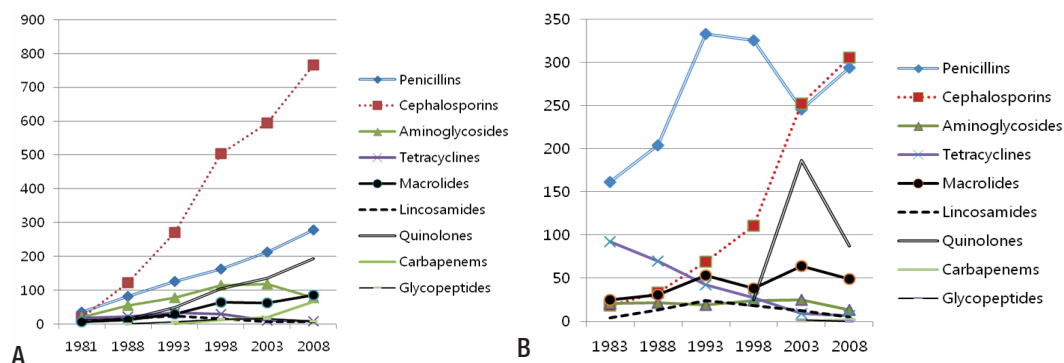 900
800
700
600
500
400
300
200
100
0
1981 1988 1993 1998 2003 2008
Penicillins
Cephalosporins
Aminoglycosides
Tetracyclines
Macrolides
Lincosamides
Quinolones
Carbapenems
Glycopeptides
A
350
300
250
200
150
100
50
0
1983 1988 1993 1998 2003 2008
Penicillins
Cephalosporins
Aminoglycosides
Tetracyclines
Macrolides
Lincosamides
Quinolones
Carbapenems
Glycopeptides
B